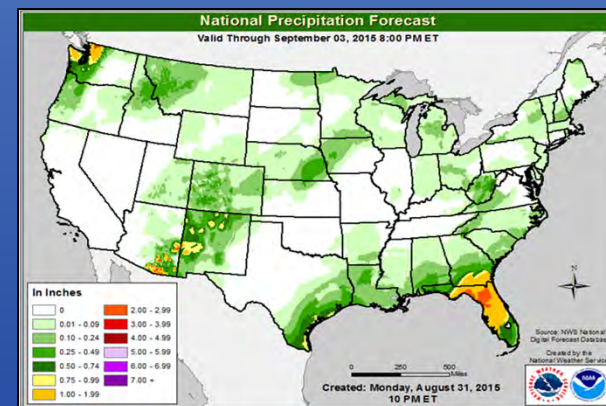 National Precipitation Forecast
Valid Through September 03, 2015 8:00 PM ET
In Inches
0
0.01 - 0.09
0.10 - 0.24
0.25 - 0.49
0.50 - 0.74
0.75 - 0.99
1.00 - 1.99
2.00 - 2.99
3.00 - 3.99
4.00 - 4.99
5.00 - 5.99
6.00 - 6.99
7.00 +
N
0 250 500
Miles
Created: Monday, August 31, 2015
10 PM ET
Source: NWS National
Digital Forecast Database
Created by the
National Weather Service
NOAA